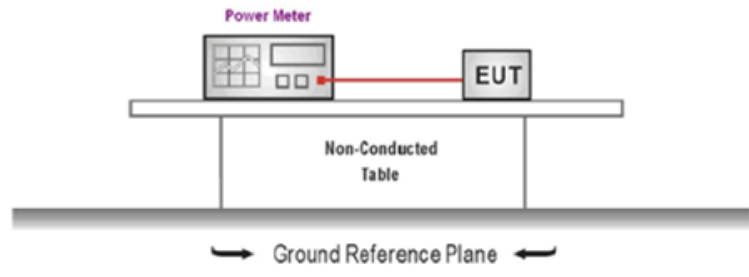 Power Meter
EUT
Non-Conducted
Table
Ground Reference Plane